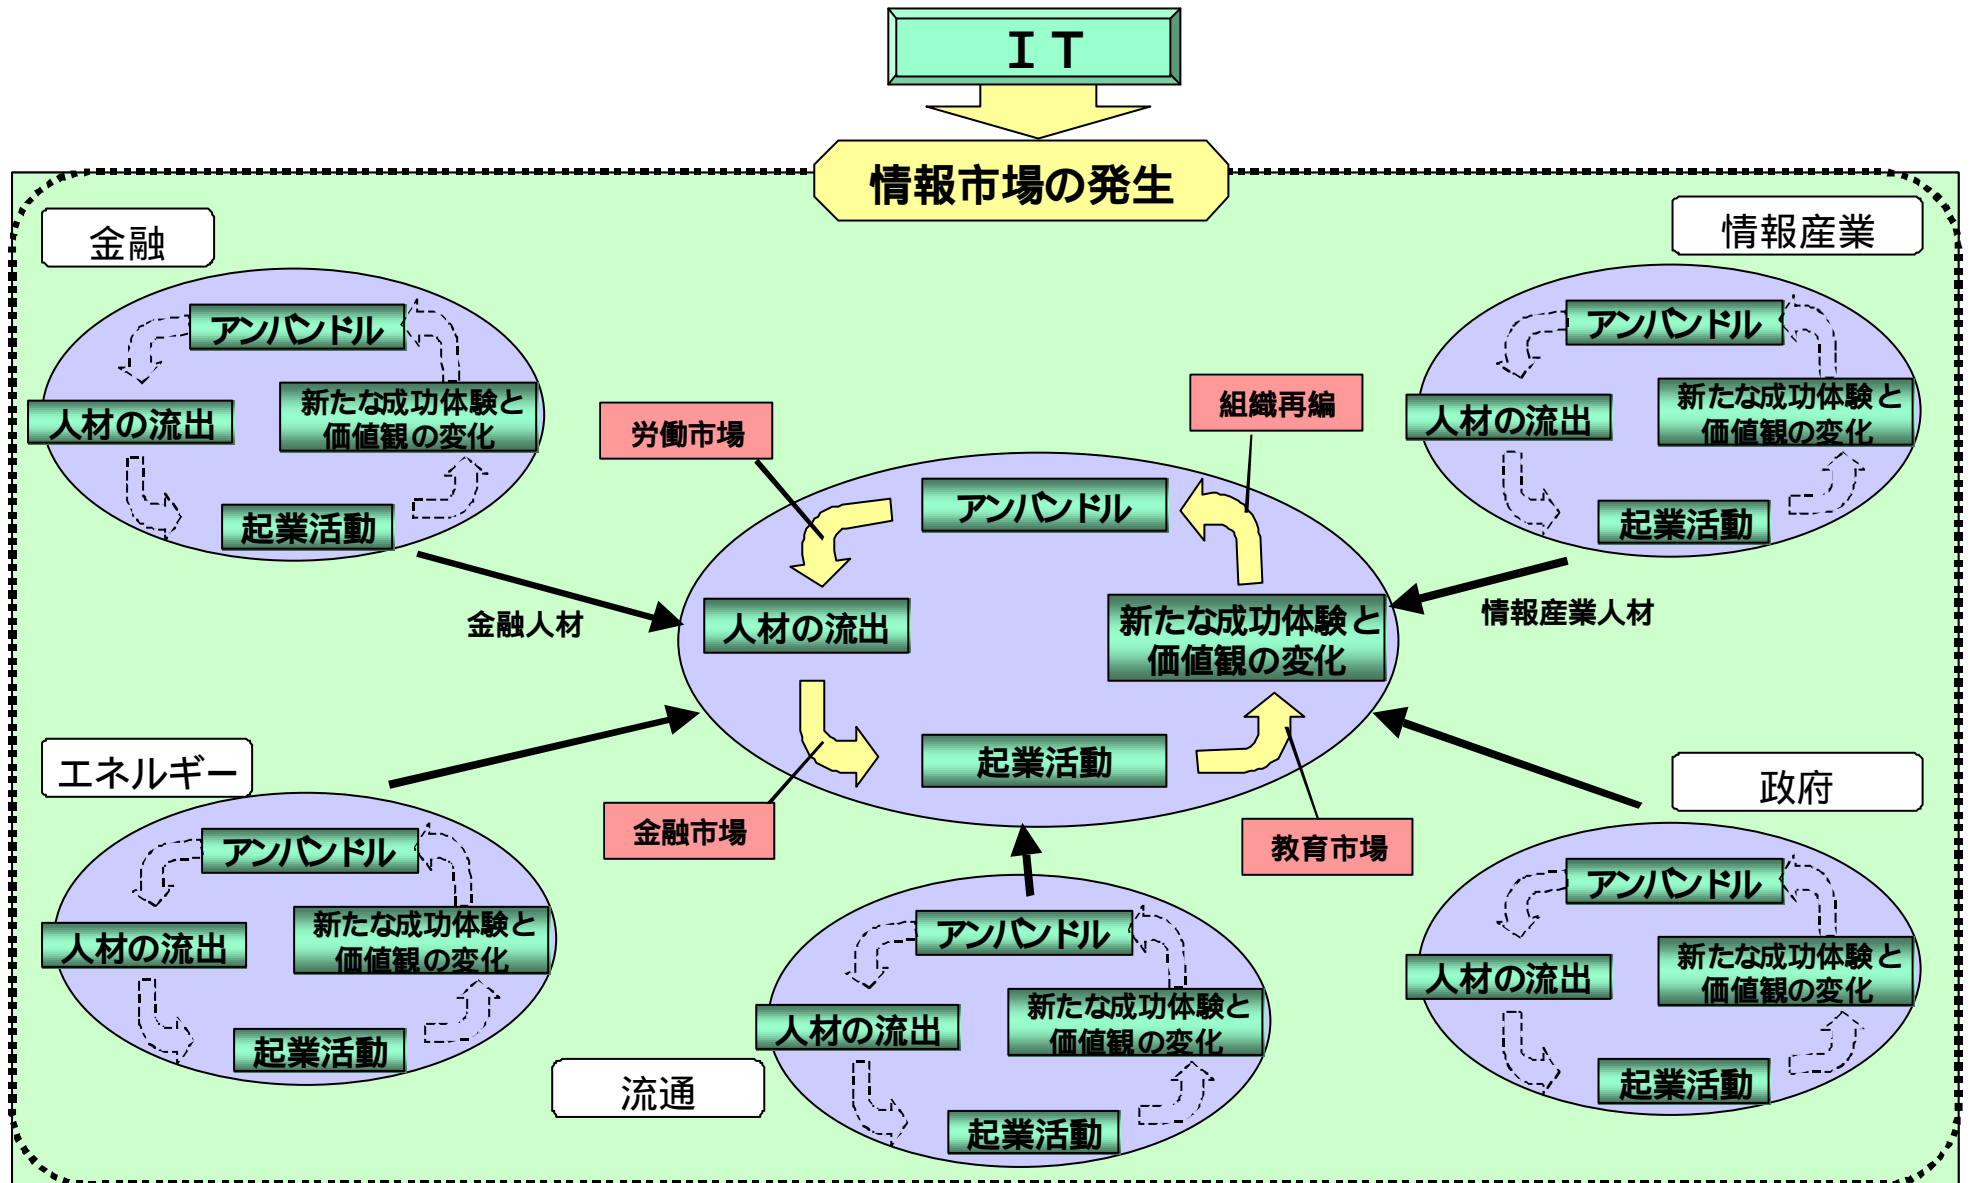 IT
情報市場の発生
金融
アンバンドル
人材の流出
新たな成功体験と
価値観の変化
起業活動
情報産業
アンバンドル
人材の流出
新たな成功体験と
価値観の変化
起業活動
労働市場
組織再編
アンバンドル
人材の流出
新たな成功体験と
価値観の変化
起業活動
金融人材
情報産業人材
金融市場
教育市場
エネルギー
アンバンドル
人材の流出
新たな成功体験と
価値観の変化
起業活動
流通
アンバンドル
人材の流出
新たな成功体験と
価値観の変化
起業活動
政府
アンバンドル
人材の流出
新たな成功体験と
価値観の変化
起業活動